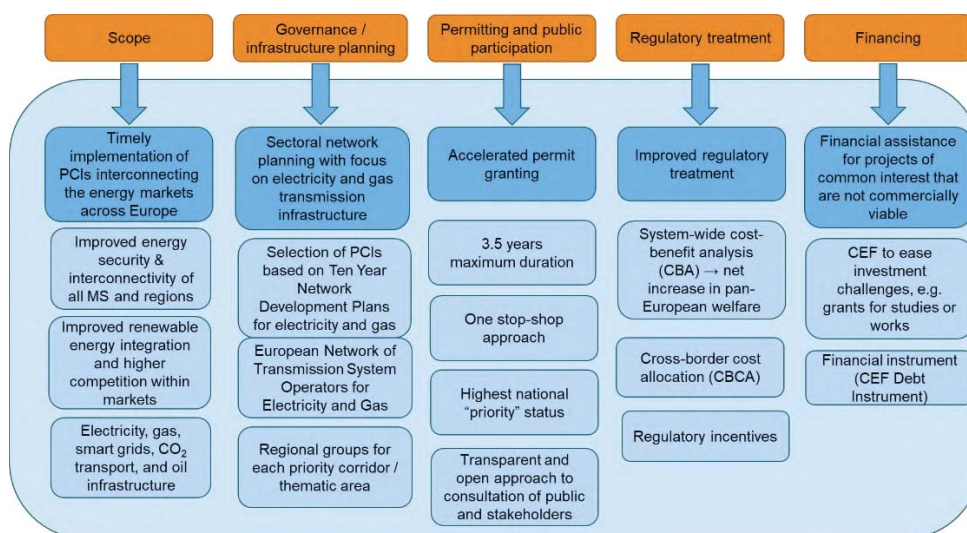 Scope
Governance /
infrastructure planning
Permitting and public
participation
Regulatory treatment
Financing
Timely
implementation of
PCIs interconnecting
the energy markets
across Europe
Improved energy
security &
interconnectivity of
all MS and regions
Improved renewable
energy integration
and higher
competition within
markets
Electricity, gas,
smart grids, CO₂
transport, and oil
infrastructure
Sectoral network
planning with focus
on electricity and gas
transmission
infrastructure
Selection of PCIs
based on Ten Year
Network
Development Plans
for electricity and gas
European Network of
Transmission System
Operators for
Electricity and Gas
Regional groups for
each priority corridor /
thematic area
Accelerated permit
granting
3.5 years
maximum duration
One stop-shop
approach
Highest national
“priority” status
Transparent and
open approach to
consultation of public
and stakeholders
Improved regulatory
treatment
System-wide cost-
benefit analysis
(CBA) → net
increase in pan-
European welfare
Cross-border cost
allocation (CBCA)
Regulatory incentives
Financial assistance
for projects of
common interest that
are not commercially
viable
CEF to ease
investment
challenges, e.g.
grants for studies or
works
Financial instrument
(CEF Debt
Instrument)